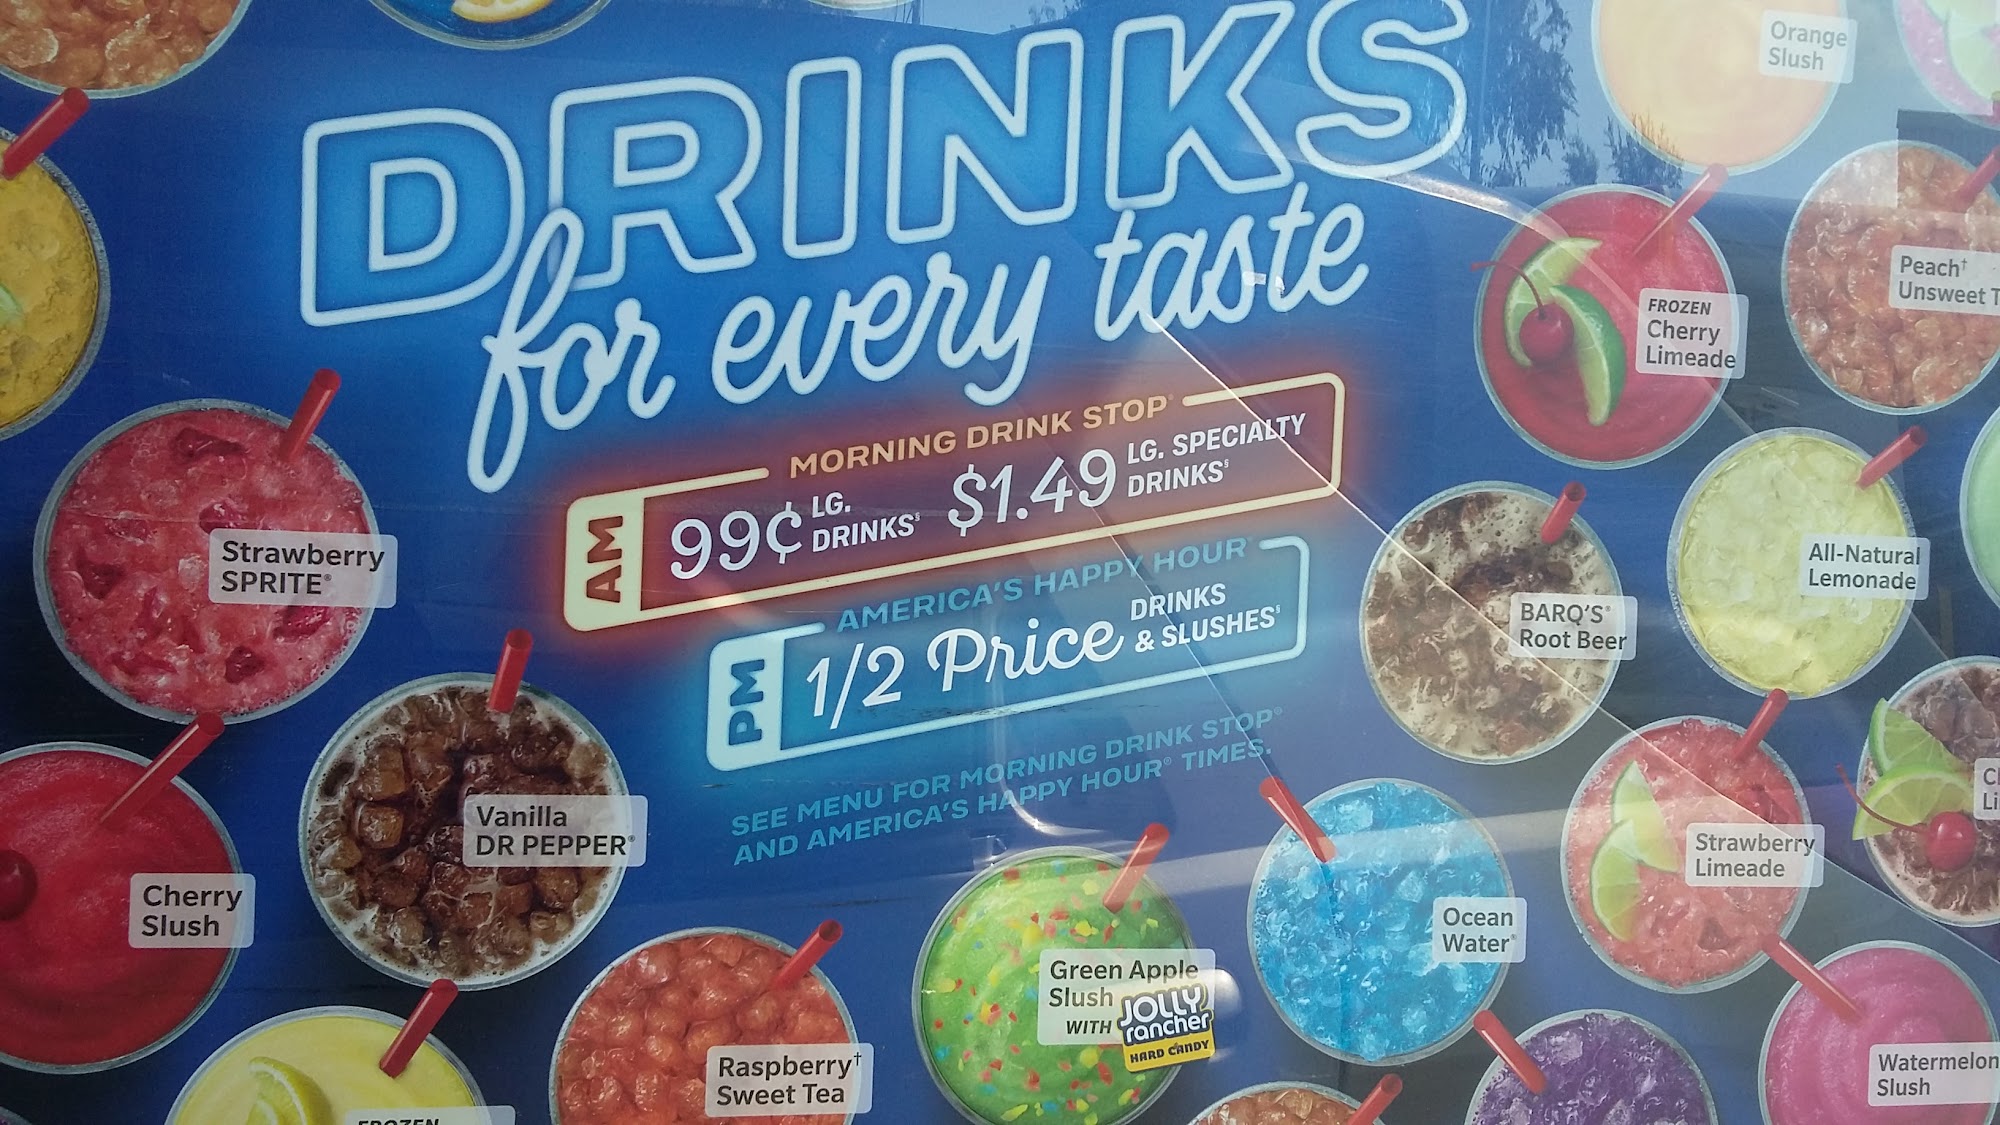 DRINKS
for every taste
MORNING DRINK STOP®
AM
99¢ LG. DRINKS§ $1.49 LG. SPECIALTY DRINKS§
AMERICA'S HAPPY HOUR®
PM
1/2 Price DRINKS & SLUSHES§
SEE MENU FOR MORNING DRINK STOP®
AND AMERICA'S HAPPY HOUR® TIMES.
Orange
Slush
Peach†
Unsweet
FROZEN
Cherry
Limeade
Strawberry
SPRITE®
All-Natural
Lemonade
BARQ'S®
Root Beer
Vanilla
DR PEPPER®
Strawberry
Limeade
Cherry
Slush
Ocean
Water®
Green Apple
Slush
WITH JOLLY
rancher
HARD CANDY
Raspberry†
Sweet Tea
Watermelon
Slush
FROZEN